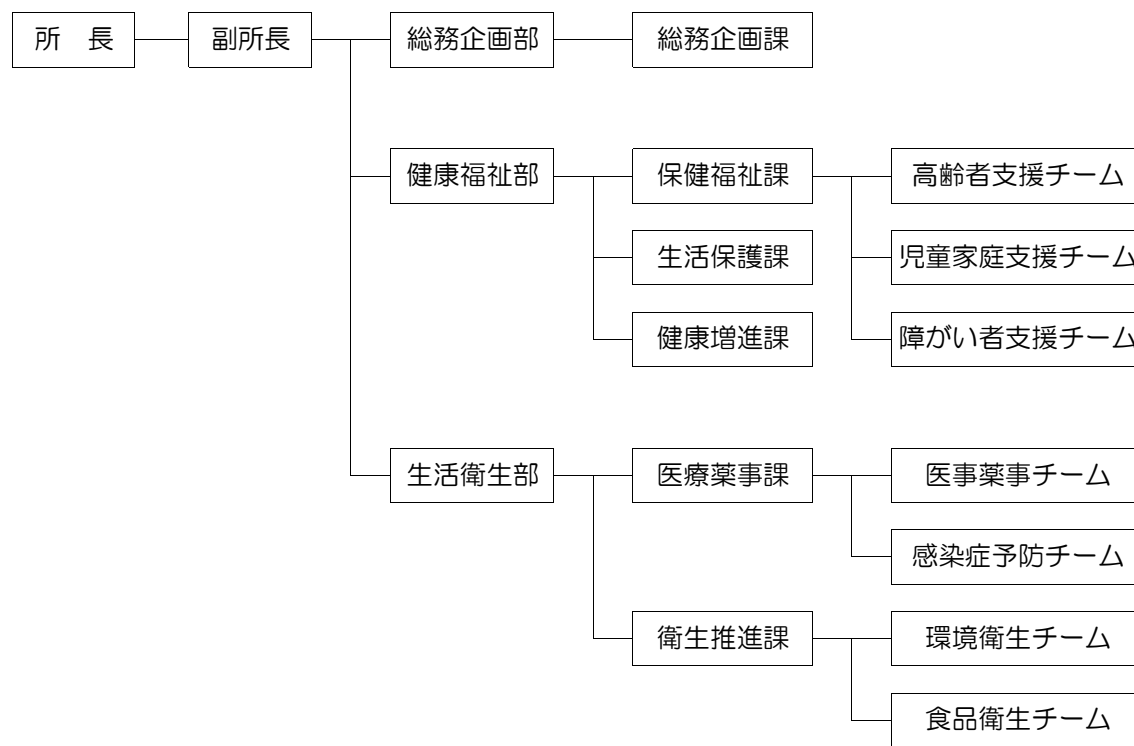 所　長 副所長 総務企画部 総務企画課
健康福祉部 保健福祉課 高齢者支援チーム
生活保護課 児童家庭支援チーム
健康増進課 障がい者支援チーム
生活衛生部 医療薬事課 医事薬事チーム
感染症予防チーム
衛生推進課 環境衛生チーム
食品衛生チーム